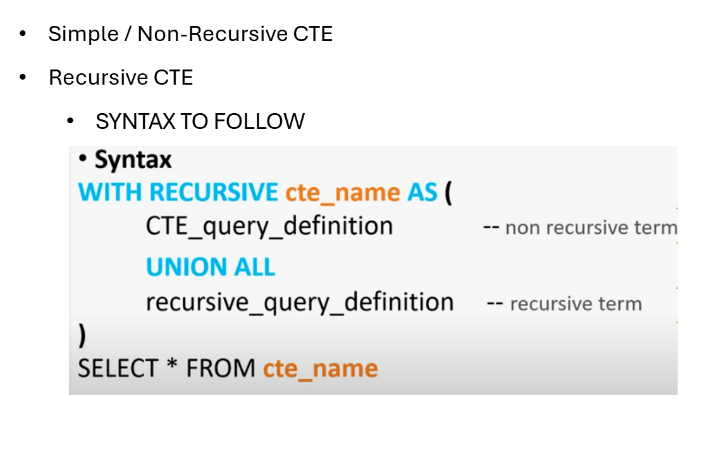 • Simple / Non-Recursive CTE
• Recursive CTE
• SYNTAX TO FOLLOW
• Syntax
WITH RECURSIVE cte_name AS (
CTE_query_definition -- non recursive term
UNION ALL
recursive_query_definition -- recursive term
)
SELECT * FROM cte_name